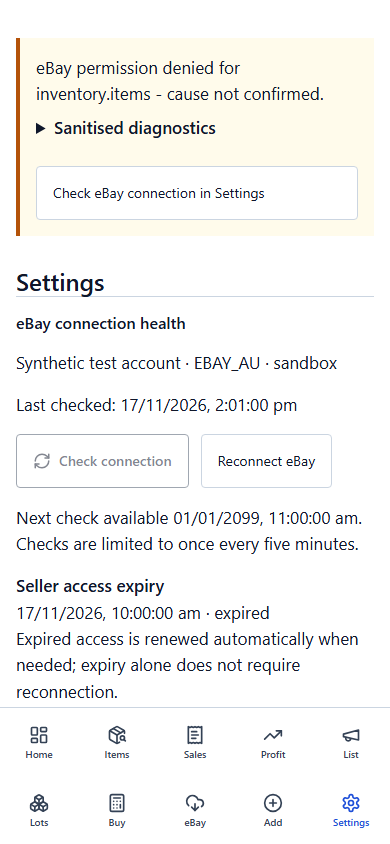 eBay permission denied for
inventory.items - cause not confirmed.
Sanitised diagnostics
Check eBay connection in Settings
Settings
eBay connection health
Synthetic test account · EBAY_AU · sandbox
Last checked: 17/11/2026, 2:01:00 pm
Check connection
Reconnect eBay
Next check available 01/01/2099, 11:00:00 am.
Checks are limited to once every five minutes.
Seller access expiry
17/11/2026, 10:00:00 am · expired
Expired access is renewed automatically when
needed; expiry alone does not require
reconnection.
Home
Items
Sales
Profit
List
Lots
Buy
eBay
Add
Settings